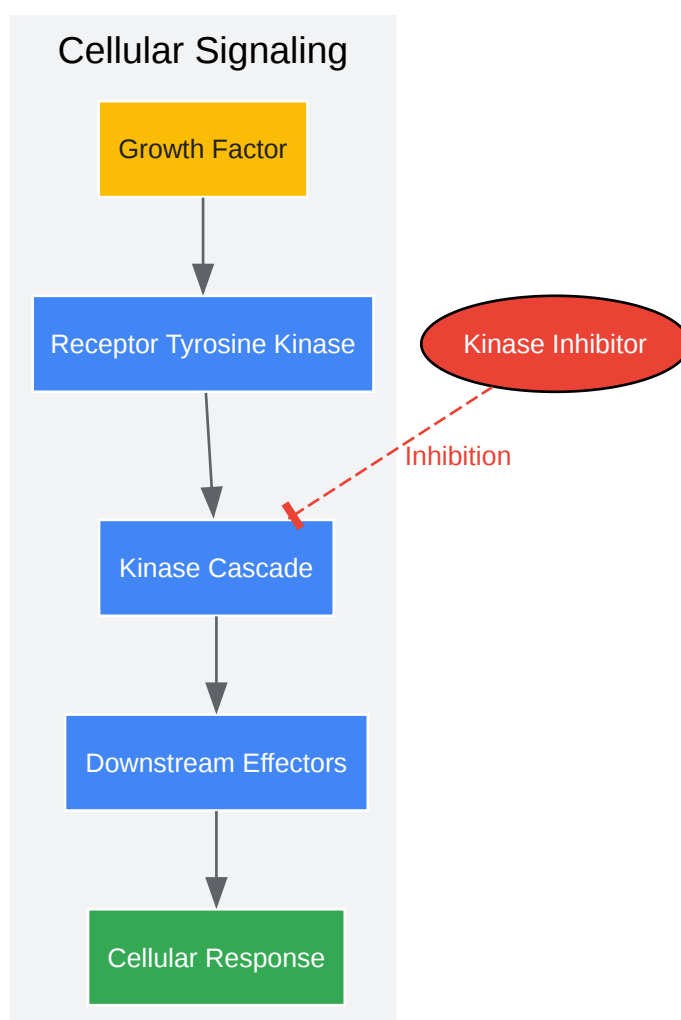 Cellular Signaling
Growth Factor
Receptor Tyrosine Kinase
Kinase Inhibitor
Inhibition
Kinase Cascade
Downstream Effectors
Cellular Response